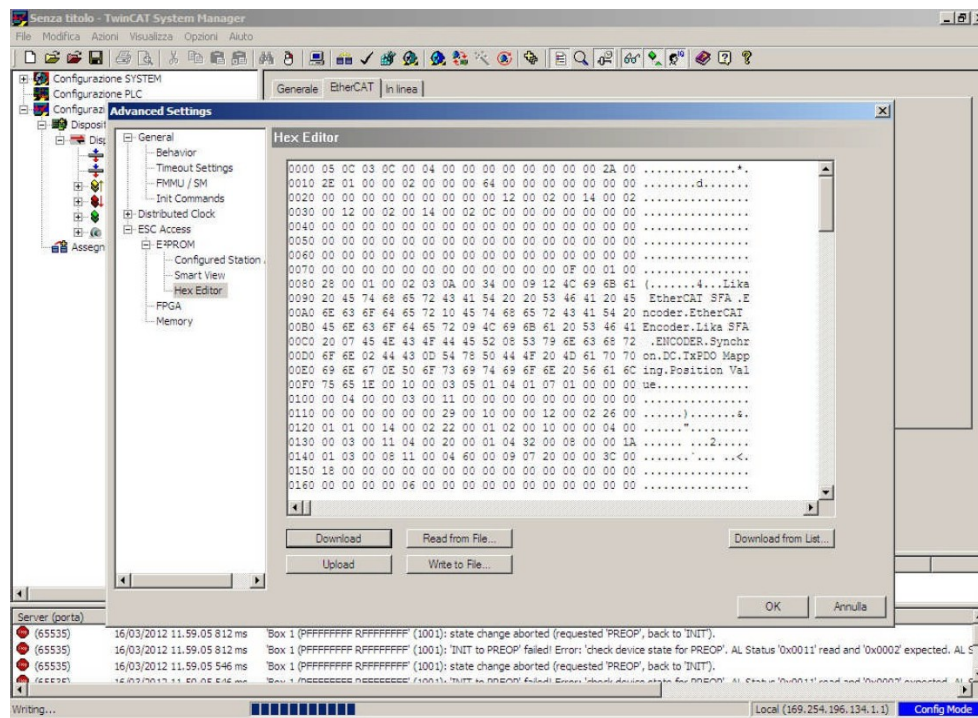 Senza titolo - TwinCAT System Manager
File Modifica Azioni Visualizza Opzioni Aiuto
Configurazione SYSTEM
Configurazione PLC
Generale EtherCAT In linea
Advanced Settings
General
Behavior
Timeout Settings
FMMU / SM
Init Commands
Distributed Clock
ESC Access
E²PROM
Configured Station
Smart View
Hex Editor
FPGA
Memory
Hex Editor
0000 05 0C 03 0C 00 04 00 00 00 00 00 00 00 00 2A 00 ..............*.
0010 2E 01 00 00 02 00 00 00 64 00 00 00 00 00 00 00 ........d.......
0020 00 00 00 00 00 00 00 00 00 12 00 02 00 14 00 02 ................
0030 00 12 00 02 00 14 00 02 0C 00 00 00 00 00 00 00 ................
0040 00 00 00 00 00 00 00 00 00 00 00 00 00 00 00 00 ................
0050 00 00 00 00 00 00 00 00 00 00 00 00 00 00 00 00 ................
0060 00 00 00 00 00 00 00 00 00 00 00 00 00 00 00 00 ................
0070 00 00 00 00 00 00 00 00 00 00 00 00 0F 00 01 00 ................
0080 28 00 01 00 02 03 0A 00 34 00 09 12 4C 69 6B 61 (.......4...Lika
0090 20 45 74 68 65 72 43 41 54 20 20 53 46 41 20 45 EtherCAT SFA .E
00A0 6E 63 6F 64 65 72 10 45 74 68 65 72 43 41 54 20 ncoder.EtherCAT
00B0 45 6E 63 6F 64 65 72 09 4C 69 6B 61 20 53 46 41 Encoder.Lika SFA
00C0 20 07 45 4E 43 4F 44 45 52 08 53 79 6E 63 68 72 .ENCODER.Synchr
00D0 6F 6E 02 44 43 0D 54 78 50 44 4F 20 4D 61 70 70 on.DC.TxPDO Mapp
00E0 69 6E 67 0E 50 6F 73 69 74 69 6F 6E 20 56 61 6C ing.Position Val
00F0 75 65 1E 00 10 00 03 05 01 04 01 07 01 00 00 00 ue..............
0100 00 04 00 00 03 00 11 00 00 00 00 00 00 00 00 00 ................
0110 00 00 00 00 00 00 29 00 10 00 00 12 00 02 26 00 ......).......&.
0120 01 01 00 14 00 02 22 00 01 02 00 10 00 00 04 00 ......".........
0130 00 03 00 11 04 00 20 00 01 04 32 00 08 00 00 1A ...... ...2.....
0140 01 03 00 08 11 00 04 60 00 09 07 20 00 00 3C 00 .......`... ..<.
0150 18 00 00 00 00 00 00 00 00 00 00 00 00 00 00 00 ................
0160 00 00 00 00 06 00 00 00 00 00 00 00 00 00 00 00 ................
Download Read from File... Download from List...
Upload Write to File...
OK Annulla
Server (porta)
(65535) 16/03/2012 11.59.05 812 ms 'Box 1 (PFFFFFFFF RFFFFFFFF' (1001): state change aborted (requested 'PREOP', back to 'INIT').
(65535) 16/03/2012 11.59.05 812 ms 'Box 1 (PFFFFFFFF RFFFFFFFF' (1001): 'INIT to PREOP' failed! Error: 'check device state for PREOP'. AL Status '0x0011' read and '0x0002' expected. AL S
(65535) 16/03/2012 11.59.05 546 ms 'Box 1 (PFFFFFFFF RFFFFFFFF' (1001): state change aborted (requested 'PREOP', back to 'INIT').
Writing... Local (169.254.196.134.1.1) Config Mode